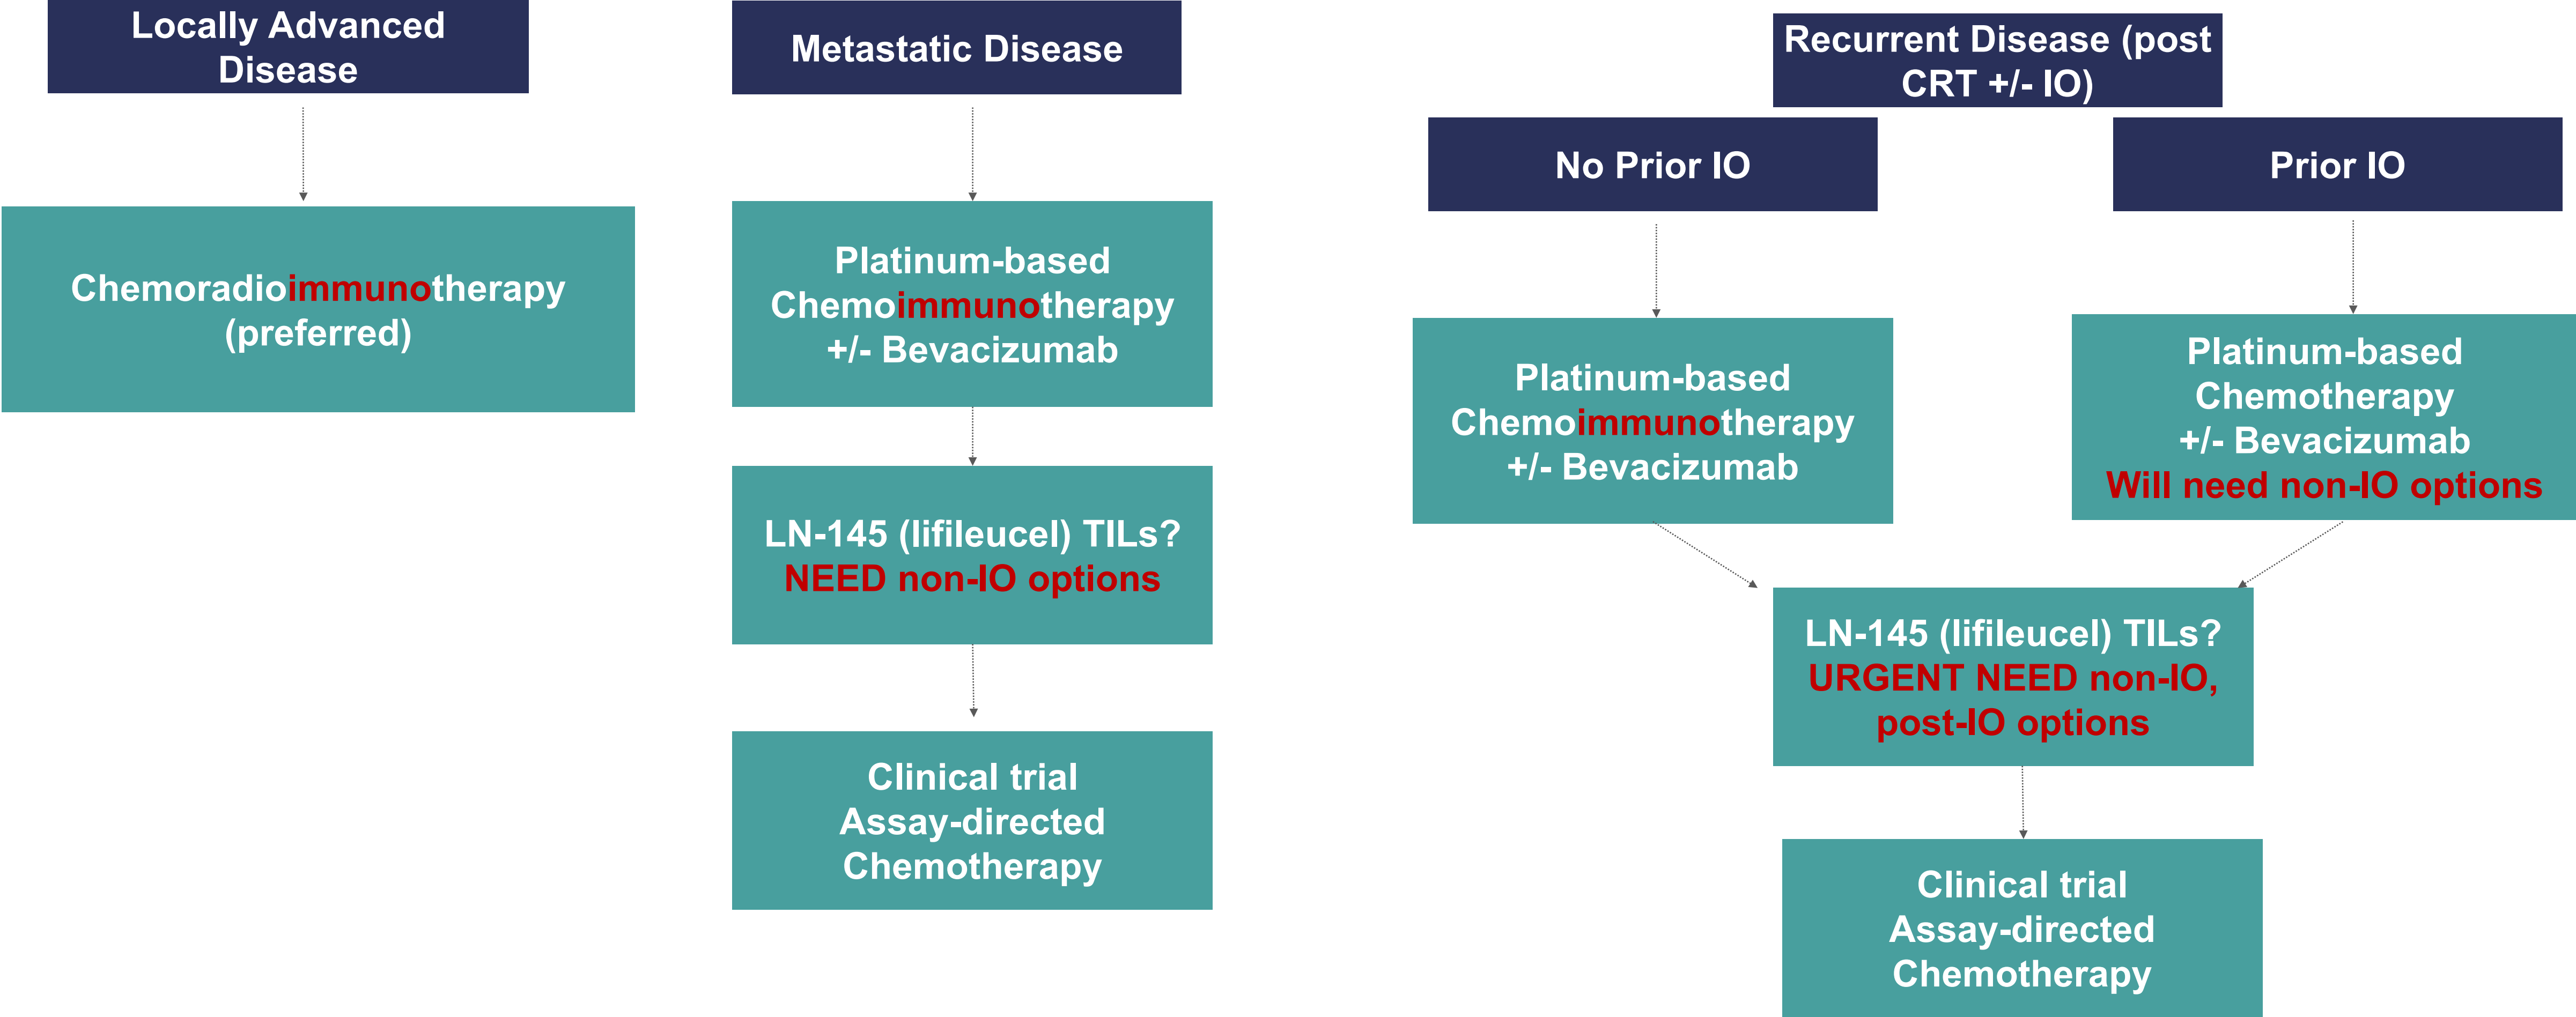 Locally Advanced
Disease
Chemoradioimmunotherapy
(preferred)
Metastatic Disease
Platinum-based
Chemoimmunotherapy
+/- Bevacizumab
LN-145 (lifileucel) TILs?
NEED non-IO options
Clinical trial
Assay-directed
Chemotherapy
Recurrent Disease (post
CRT +/- IO)
No Prior IO
Platinum-based
Chemoimmunotherapy
+/- Bevacizumab
Prior IO
Platinum-based
Chemotherapy
+/- Bevacizumab
Will need non-IO options
LN-145 (lifileucel) TILs?
URGENT NEED non-IO,
post-IO options
Clinical trial
Assay-directed
Chemotherapy